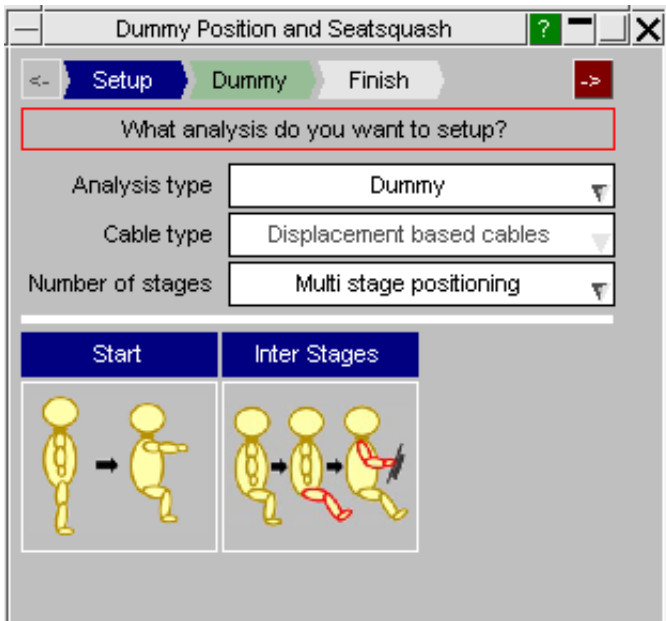 Dummy Position and Seatsquash ?
<- Setup Dummy Finish ->
What analysis do you want to setup?
Analysis type Dummy
Cable type Displacement based cables
Number of stages Multi stage positioning
Start Inter Stages